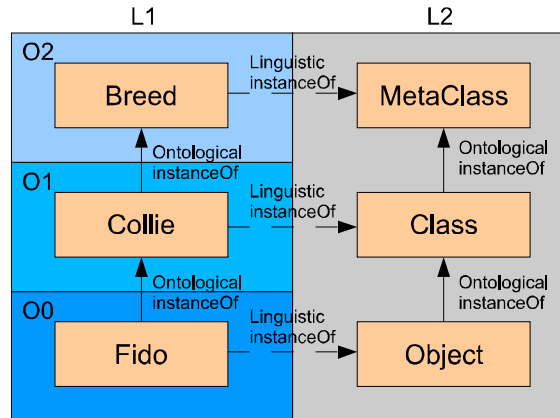 L1 L2
O2
Breed
Linguistic
instanceOf
MetaClass
Ontological
instanceOf
Ontological
instanceOf
O1
Collie
Linguistic
instanceOf
Class
Ontological
instanceOf
Ontological
instanceOf
O0
Fido
Linguistic
instanceOf
Object